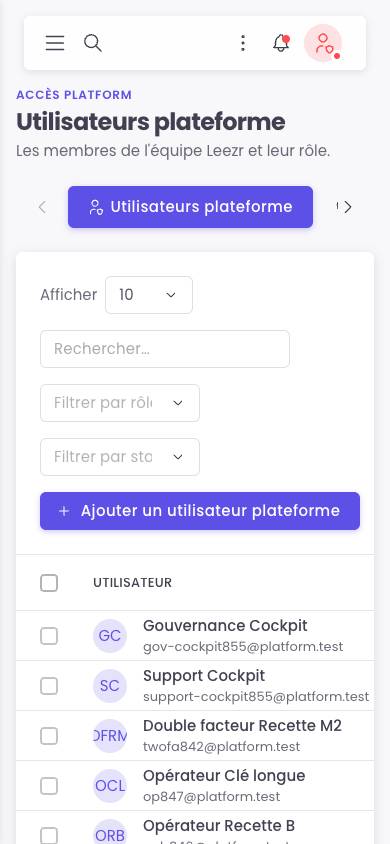 ACCÈS PLATFORM
Utilisateurs plateforme
Les membres de l'équipe Leezr et leur rôle.
Utilisateurs plateforme
Afficher 10
Rechercher...
Filtrer par rôle
Filtrer par sta
+ Ajouter un utilisateur plateforme
UTILISATEUR
GC Gouvernance Cockpit
gov-cockpit855@platform.test
SC Support Cockpit
support-cockpit855@platform.test
DFRM Double facteur Recette M2
twofa842@platform.test
OCL Opérateur Clé longue
op847@platform.test
ORB Opérateur Recette B